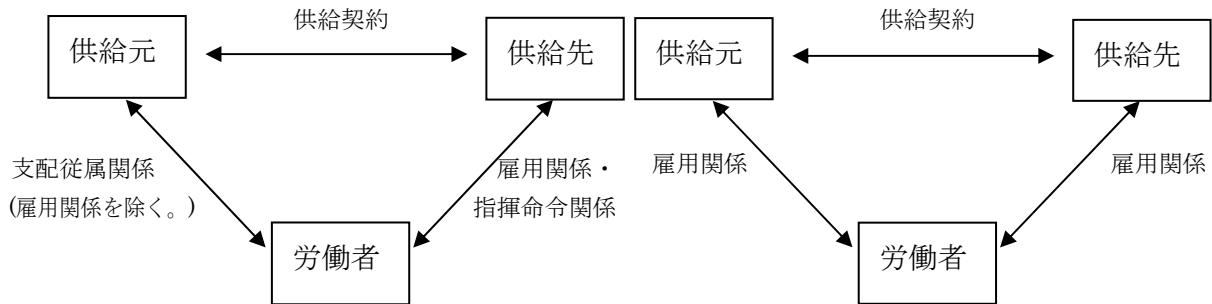 供給契約
供給元
供給先
支配従属関係
(雇用関係を除く。)
雇用関係・
指揮命令関係
労働者
供給契約
供給元
供給先
雇用関係
雇用関係
労働者